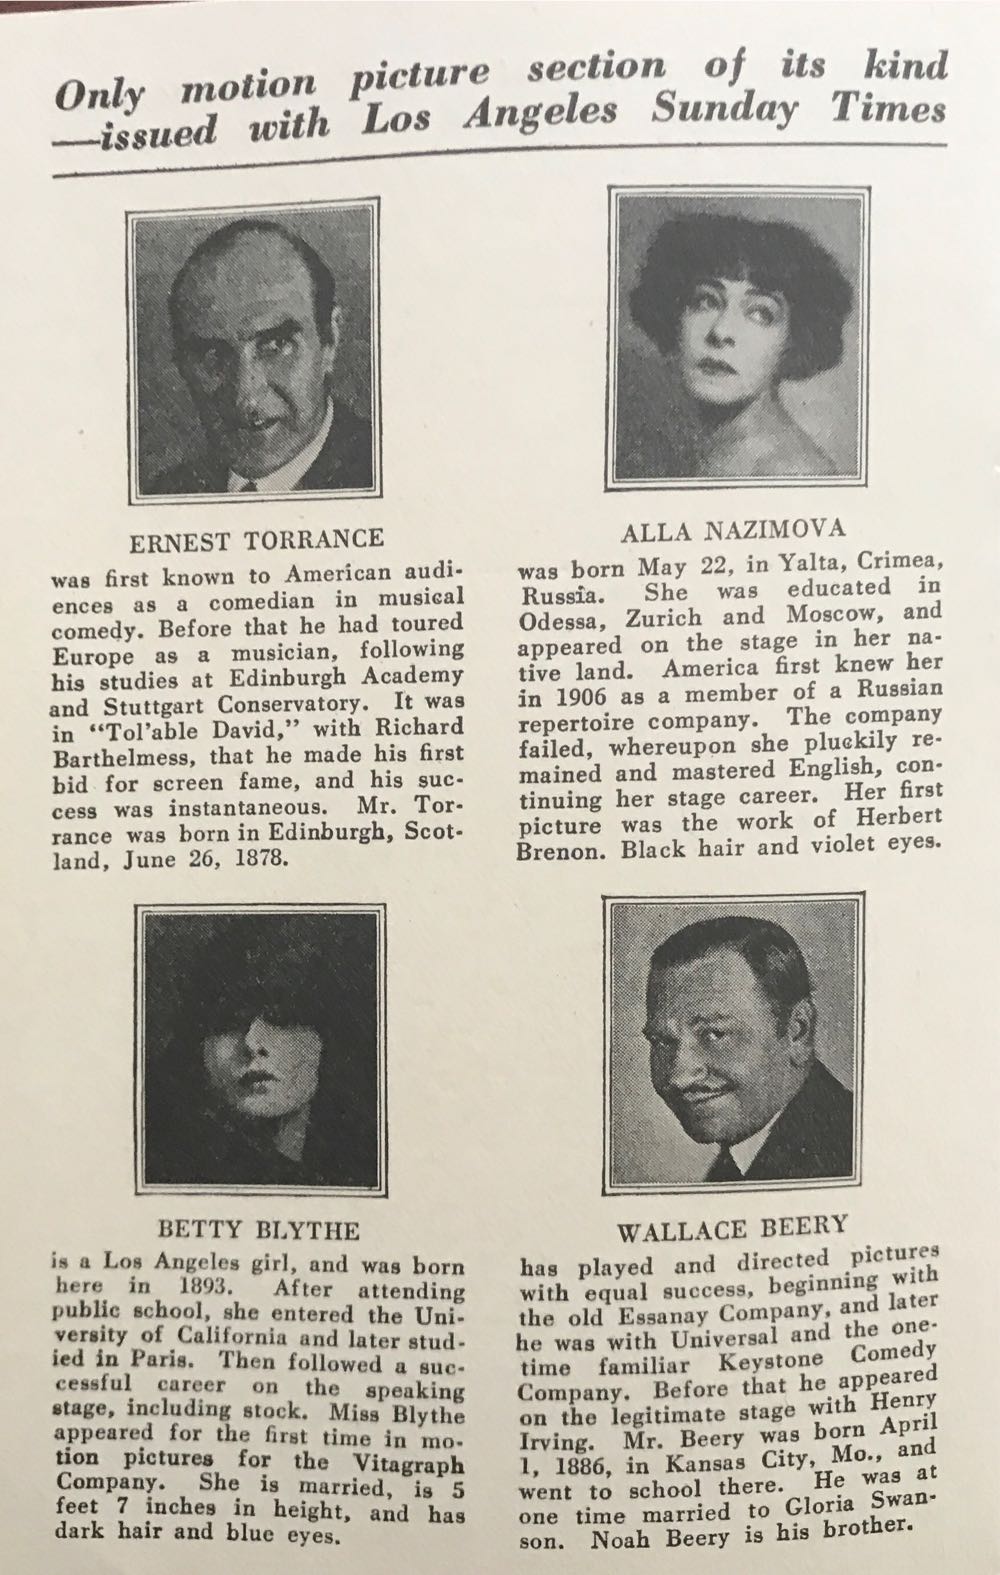 Only motion picture section of its kind
—issued with Los Angeles Sunday Times
ERNEST TORRANCE
was first known to American audi-
ences as a comedian in musical
comedy. Before that he had toured
Europe as a musician, following
his studies at Edinburgh Academy
and Stuttgart Conservatory. It was
in "Tol'able David," with Richard
Barthelmess, that he made his first
bid for screen fame, and his suc-
cess was instantaneous. Mr. Tor-
rance was born in Edinburgh, Scot-
land, June 26, 1878.
ALLA NAZIMOVA
was born May 22, in Yalta, Crimea,
Russia. She was educated in
Odessa, Zurich and Moscow, and
appeared on the stage in her na-
tive land. America first knew her
in 1906 as a member of a Russian
repertoire company. The company
failed, whereupon she pluckily re-
mained and mastered English, con-
tinuing her stage career. Her first
picture was the work of Herbert
Brenon. Black hair and violet eyes.
BETTY BLYTHE
is a Los Angeles girl, and was born
here in 1893. After attending
public school, she entered the Uni-
versity of California and later stud-
ied in Paris. Then followed a suc-
cessful career on the speaking
stage, including stock. Miss Blythe
appeared for the first time in mo-
tion pictures for the Vitagraph
Company. She is married, is 5
feet 7 inches in height, and has
dark hair and blue eyes.
WALLACE BEERY
has played and directed pictures
with equal success, beginning with
the old Essanay Company, and later
he was with Universal and the one-
time familiar Keystone Comedy
Company. Before that he appeared
on the legitimate stage with Henry
Irving. Mr. Beery was born April
1, 1886, in Kansas City, Mo., and
went to school there. He was at
one time married to Gloria Swan-
son. Noah Beery is his brother.